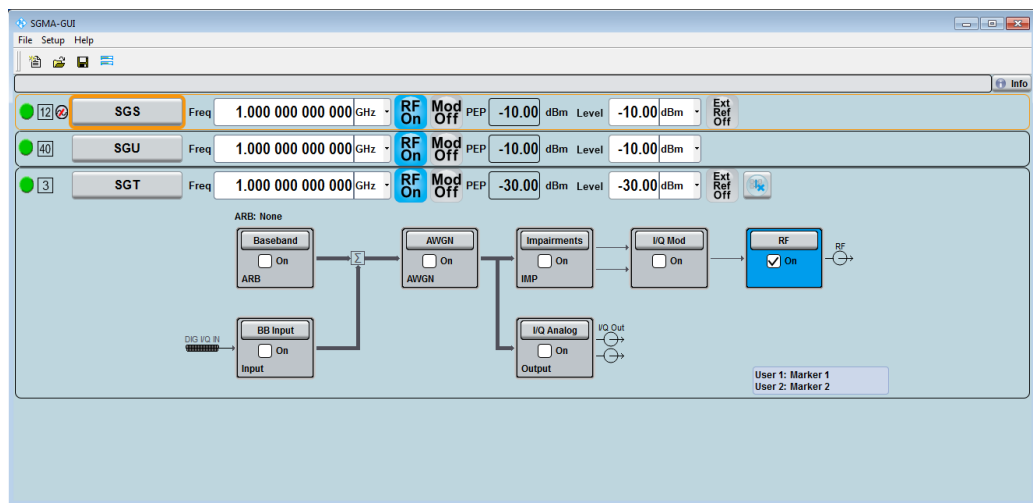 SGMA-GUI
File Setup Help
Info
12 SGS Freq 1.000 000 000 000 GHz RF On Mod Off PEP -10.00 dBm Level -10.00 dBm Ext Ref Off
40 SGU Freq 1.000 000 000 000 GHz RF On Mod Off PEP -10.00 dBm Level -10.00 dBm
3 SGT Freq 1.000 000 000 000 GHz RF On Mod Off PEP -30.00 dBm Level -30.00 dBm Ext Ref Off
ARB: None
Baseband AWGN Impairments I/Q Mod RF
On On On On On RF
Σ
ARB AWGN IMP
DIG I/Q IN BB Input I/Q Analog I/Q Out
On On
Input Output
User 1: Marker 1
User 2: Marker 2